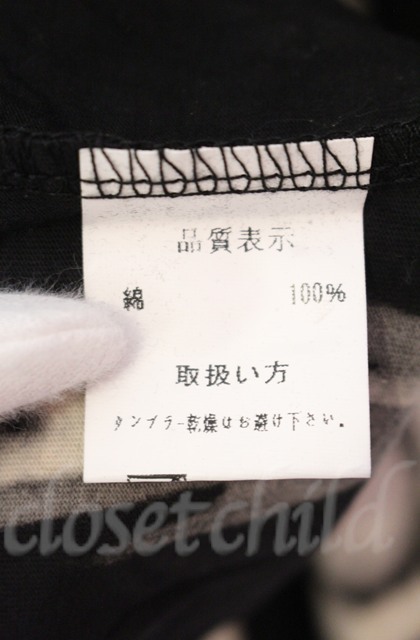 品質表示
綿 100%
取扱い方
タンブラー乾燥はお避け下さい.
closet child